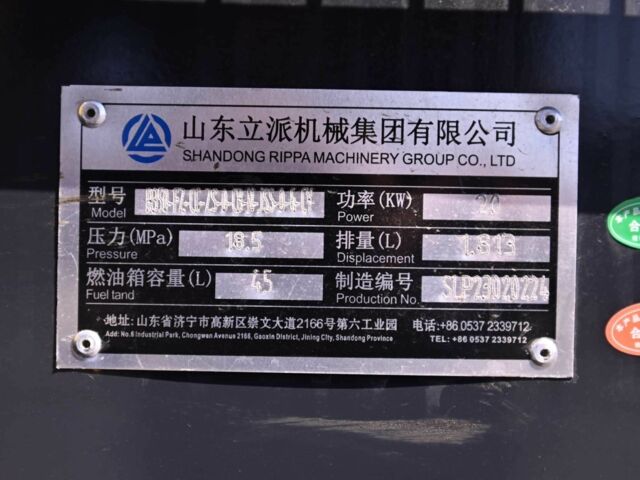 山东立派机械集团有限公司
SHANDONG RIPPA MACHINERY GROUP CO., LTD
型号 功率(KW) 20
Model Power
压力(MPa) 18.5 排量(L) 1.613
Pressure Displacement
燃油箱容量(L) 45 制造编号 SLP23020224
Fuel tand Production No.
地址: 山东省济宁市高新区崇文大道2166号第六工业园 电话:+86 0537 2339712
Add: No.6 Industrial Park, Chongwen Avenue 2166, Gaoxin District, Jining City, Shandong Province TEL: +86 0537 2339712
合